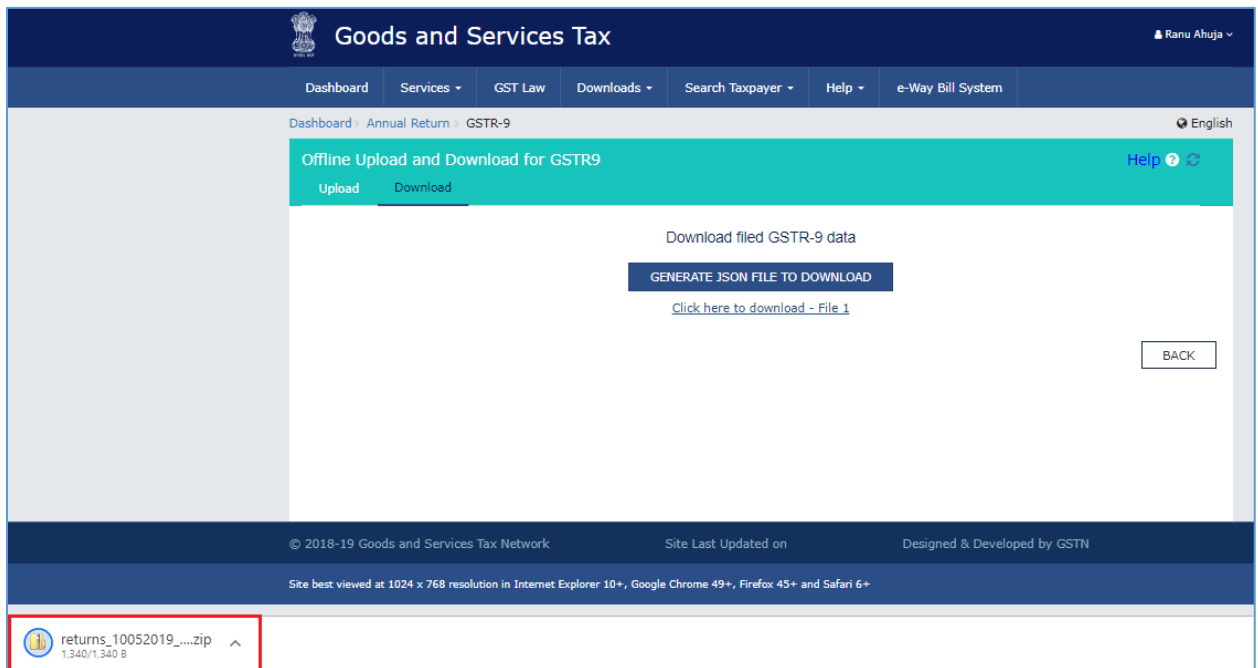 Goods and Services Tax
Ranu Ahuja
Dashboard Services GST Law Downloads Search Taxpayer Help e-Way Bill System
Dashboard > Annual Return > GSTR-9 English
Offline Upload and Download for GSTR9 Help ?
Upload Download
Download filed GSTR-9 data
GENERATE JSON FILE TO DOWNLOAD
Click here to download - File 1
BACK
© 2018-19 Goods and Services Tax Network Site Last Updated on Designed & Developed by GSTN
Site best viewed at 1024 x 768 resolution in Internet Explorer 10+, Google Chrome 49+, Firefox 45+ and Safari 6+
returns_10052019_....zip
1,340/1,340 B